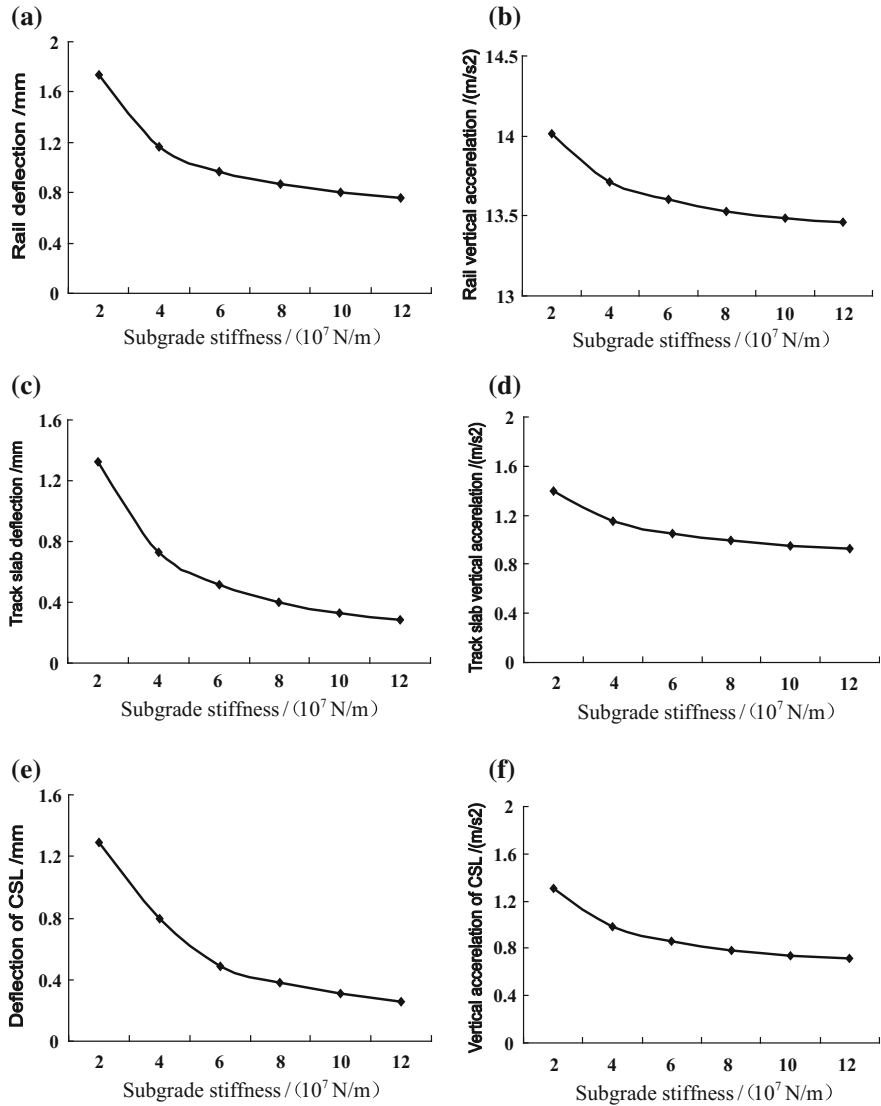 (a)
Rail deflection /mm
2
1.6
1.2
0.8
0.4
0
2 4 6 8 10 12
Subgrade stiffness / (10⁷ N/m)
(b)
Rail vertical accerelation /(m/s2)
14.5
14
13.5
13
2 4 6 8 10 12
Subgrade stiffness / (10⁷ N/m)
(c)
Track slab deflection /mm
1.6
1.2
0.8
0.4
0
2 4 6 8 10 12
Subgrade stiffness / (10⁷ N/m)
(d)
Track slab vertical accerelation /(m/s2)
2
1.6
1.2
0.8
0.4
0
2 4 6 8 10 12
Subgrade stiffness / (10⁷ N/m)
(e)
Deflection of CSL /mm
1.6
1.2
0.8
0.4
0
2 4 6 8 10 12
Subgrade stiffness / (10⁷ N/m)
(f)
Vertical accerelation of CSL /(m/s2)
2
1.6
1.2
0.8
0.4
0
2 4 6 8 10 12
Subgrade stiffness / (10⁷ N/m)